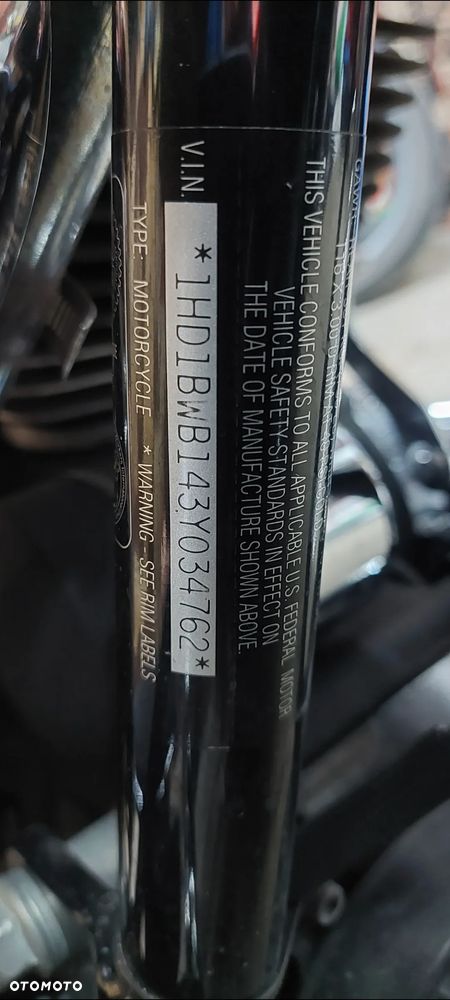 THIS VEHICLE CONFORMS TO ALL APPLICABLE U.S. FEDERAL MOTOR
VEHICLE SAFETY STANDARDS IN EFFECT ON
THE DATE OF MANUFACTURE SHOWN ABOVE.
V.I.N. *1HD1BWB143Y034762*
TYPE: MOTORCYCLE * WARNING - SEE RIM LABELS
OTOMOTO